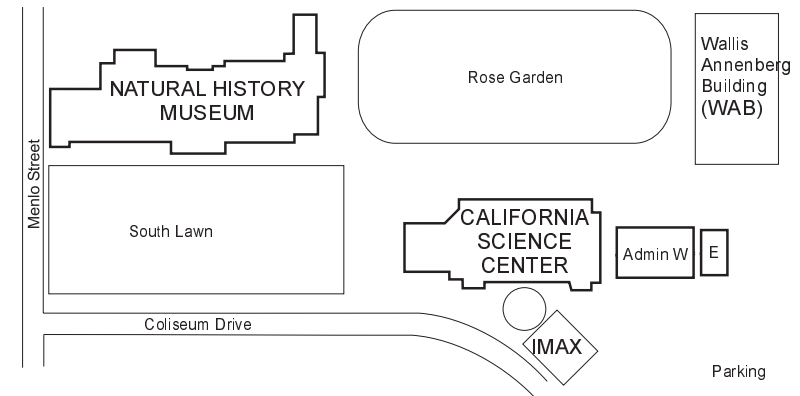 NATURAL HISTORY
MUSEUM
Rose Garden
Wallis
Annenberg
Building
(WAB)
Menlo Street
South Lawn
CALIFORNIA
SCIENCE
CENTER
Admin W
E
Coliseum Drive
IMAX
Parking